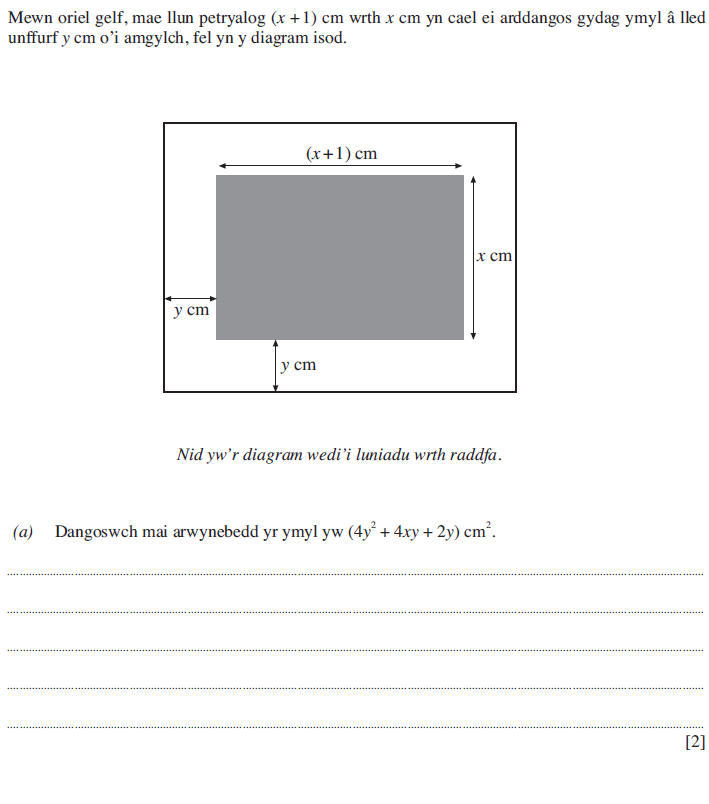 Mewn oriel gelf, mae llun petryalog (x + 1) cm wrth x cm yn cael ei arddangos gydag ymyl â lled
unffurf y cm o’i amgylch, fel yn y diagram isod.
(x + 1) cm
x cm
y cm
y cm
Nid yw’r diagram wedi’i luniadu wrth raddfa.
(a) Dangoswch mai arwynebedd yr ymyl yw (4y² + 4xy + 2y) cm².
[2]